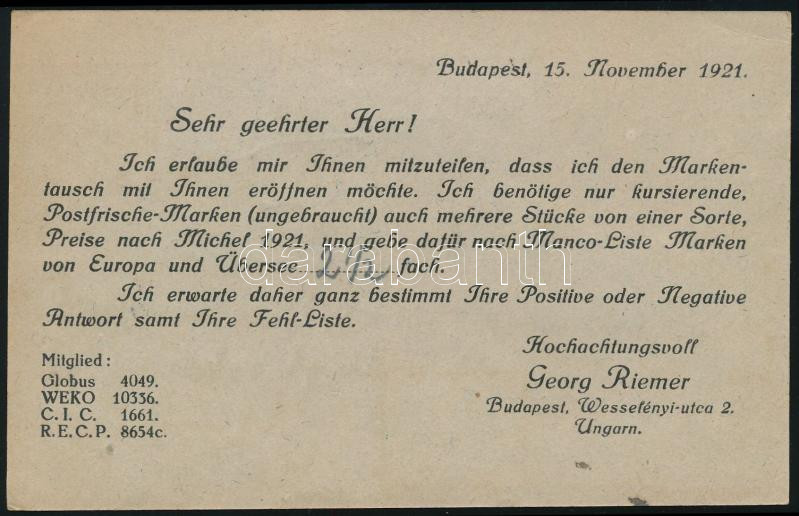 Budapest, 15. November 1921.
Sehr geehrter Herr!
Ich erlaube mir Ihnen mitzuteilen, dass ich den Marken-
tausch mit Ihnen eröffnen möchte. Ich benötige nur kursierende,
Postfrische-Marken (ungebraucht) auch mehrere Stücke von einer Sorte,
Preise nach Michel 1921, und gebe dafür nach Manco-Liste Marken
von Europa und Übersee fach.
darabanth
Ich erwarte daher ganz bestimmt Ihre Positive oder Negative
Antwort samt Ihre Fehl-Liste.
Hochachtungsvoll
Georg Riemer
Budapest, Wesselényi-utca 2.
Ungarn.
Mitglied:
Globus 4049.
WEKO 10336.
C. I. C. 1661.
R. E. C. P. 8654c.